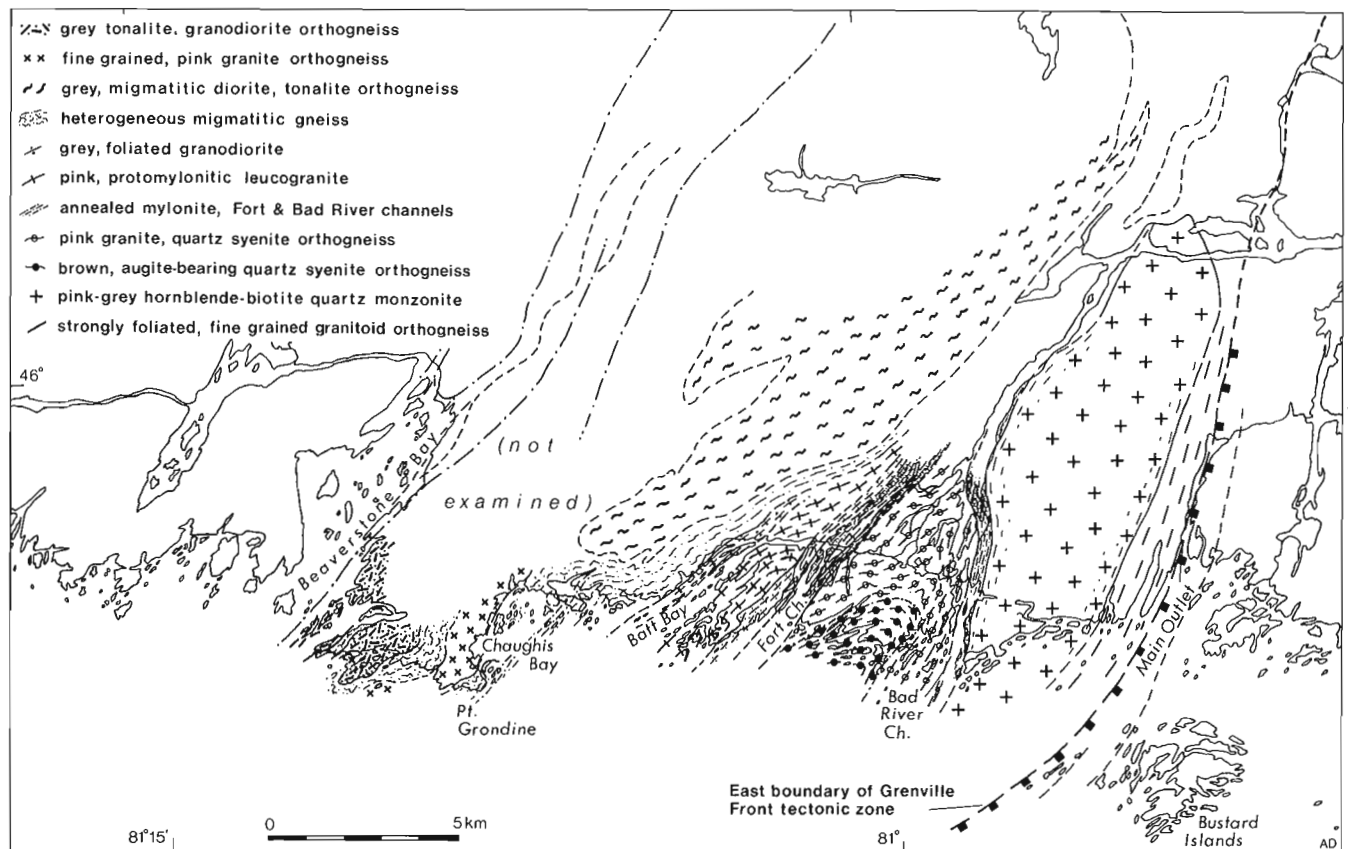 grey tonalite, granodiorite orthogneiss
fine grained, pink granite orthogneiss
grey, migmatitic diorite, tonalite orthogneiss
heterogeneous migmatitic gneiss
grey, foliated granodiorite
pink, protomylonitic leucogranite
annealed mylonite, Fort & Bad River channels
pink granite, quartz syenite orthogneiss
brown, augite-bearing quartz syenite orthogneiss
pink-grey hornblende-biotite quartz monzonite
strongly foliated, fine grained granitoid orthogneiss
46°
(not
examined)
Beaverstone Bay
Chaughis
Bay
Pt.
Grondine
Batt Bay
Fort Ch.
Bad
River
Ch.
Main Outlet
East boundary of Grenville
Front tectonic zone
Bustard
Islands
0 5km
81°15'
81°
AD